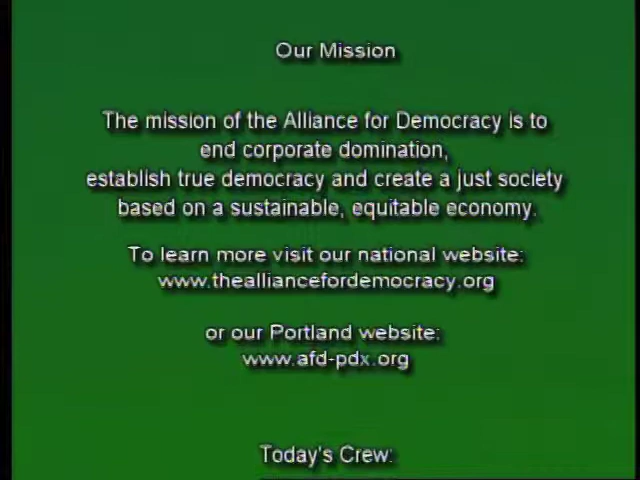 Our Mission
The mission of the Alliance for Democracy is to
end corporate domination,
establish true democracy and create a just society
based on a sustainable, equitable economy.
To learn more visit our national website:
www.thealliancefordemocracy.org
or our Portland website:
www.afd-pdx.org
Today's Crew: